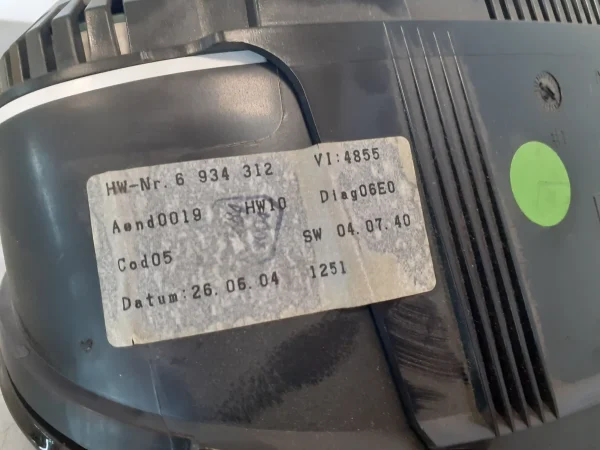 HW-Nr. 6 934 312 VI:4855
Aend0019 HW10 Diag06E0
Cod05 SW 04.07.40
Datum:26.05.04 1251